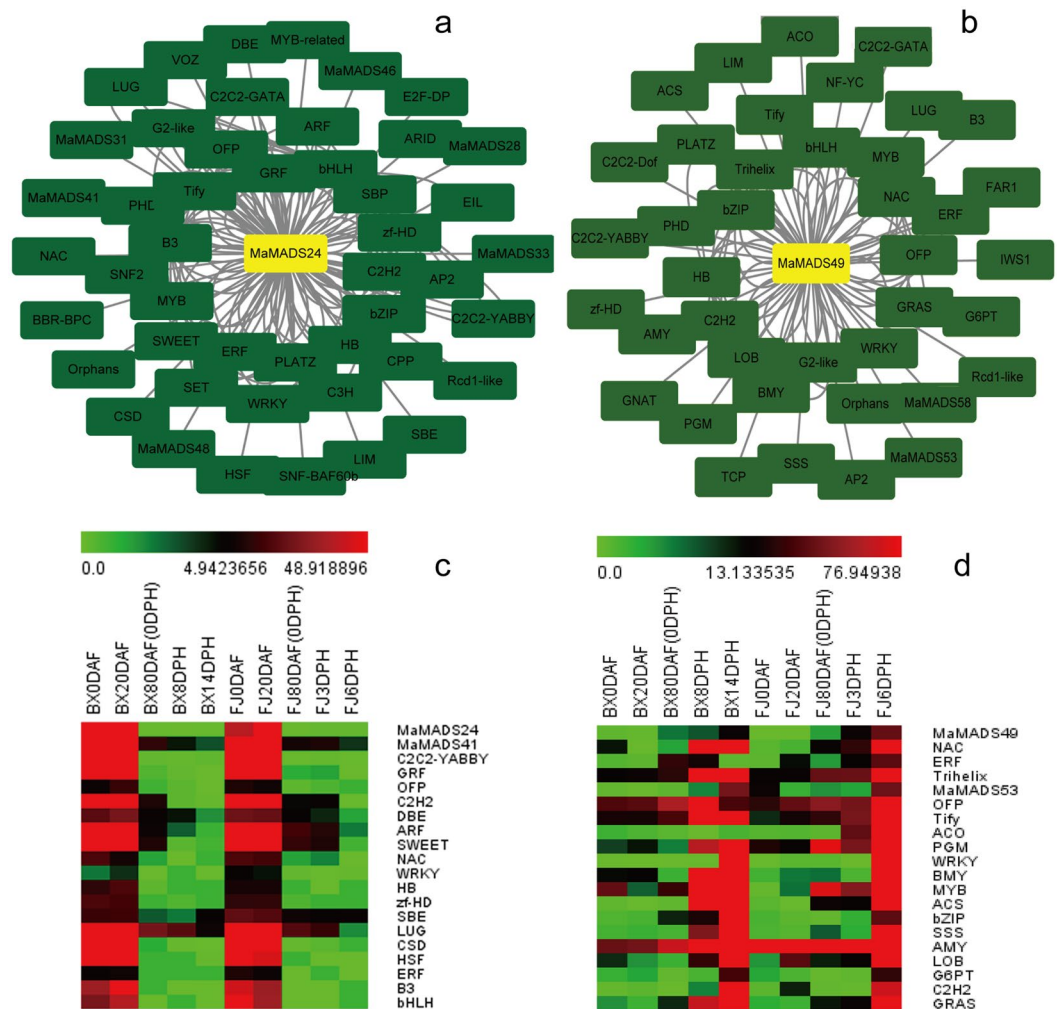 a
DBE
MYB-related
VOZ
MaMADS46
LUG
C2C2-GATA
E2F-DP
G2-like
ARF
ARID
MaMADS31
OFP
MaMADS28
GRF
bHLH
Tify
SBP
MaMADS41
PHD
EIL
zf-HD
B3
NAC
MaMADS24
MaMADS33
SNF2
C2H2
AP2
MYB
bZIP
BBR-BPC
C2C2-YABBY
SWEET
ERF
HB
Orphans
PLATZ
CPP
SET
Rcd1-like
C3H
WRKY
CSD
SBE
MaMADS48
LIM
HSF
SNF-BAF60b
b
ACO
C2C2-GATA
LIM
NF-YC
ACS
Tify
LUG
B3
PLATZ
bHLH
MYB
C2C2-Dof
Trihelix
NAC
FAR1
bZIP
ERF
C2C2-YABBY
PHD
OFP
IWS1
MaMADS49
HB
zf-HD
GRAS
G6PT
AMY
C2H2
WRKY
LOB
G2-like
Rcd1-like
GNAT
BMY
Orphans
MaMADS58
PGM
MaMADS53
TCP
SSS
AP2
c
0.0 4.9423656 48.918896
BX0DAF
BX20DAF
BX80DAF(0DPH)
BX8DPH
BX14DPH
FJ0DAF
FJ20DAF
FJ80DAF(0DPH)
FJ3DPH
FJ6DPH
MaMADS24
MaMADS41
C2C2-YABBY
GRF
OFP
C2H2
DBE
ARF
SWEET
NAC
WRKY
HB
zf-HD
SBE
LUG
CSD
HSF
ERF
B3
bHLH
d
0.0 13.133535 76.94938
BX0DAF
BX20DAF
BX80DAF(0DPH)
BX8DPH
BX14DPH
FJ0DAF
FJ20DAF
FJ80DAF(0DPH)
FJ3DPH
FJ6DPH
MaMADS49
NAC
ERF
Trihelix
MaMADS53
OFP
Tify
ACO
PGM
WRKY
BMY
MYB
ACS
bZIP
SSS
AMY
LOB
G6PT
C2H2
GRAS